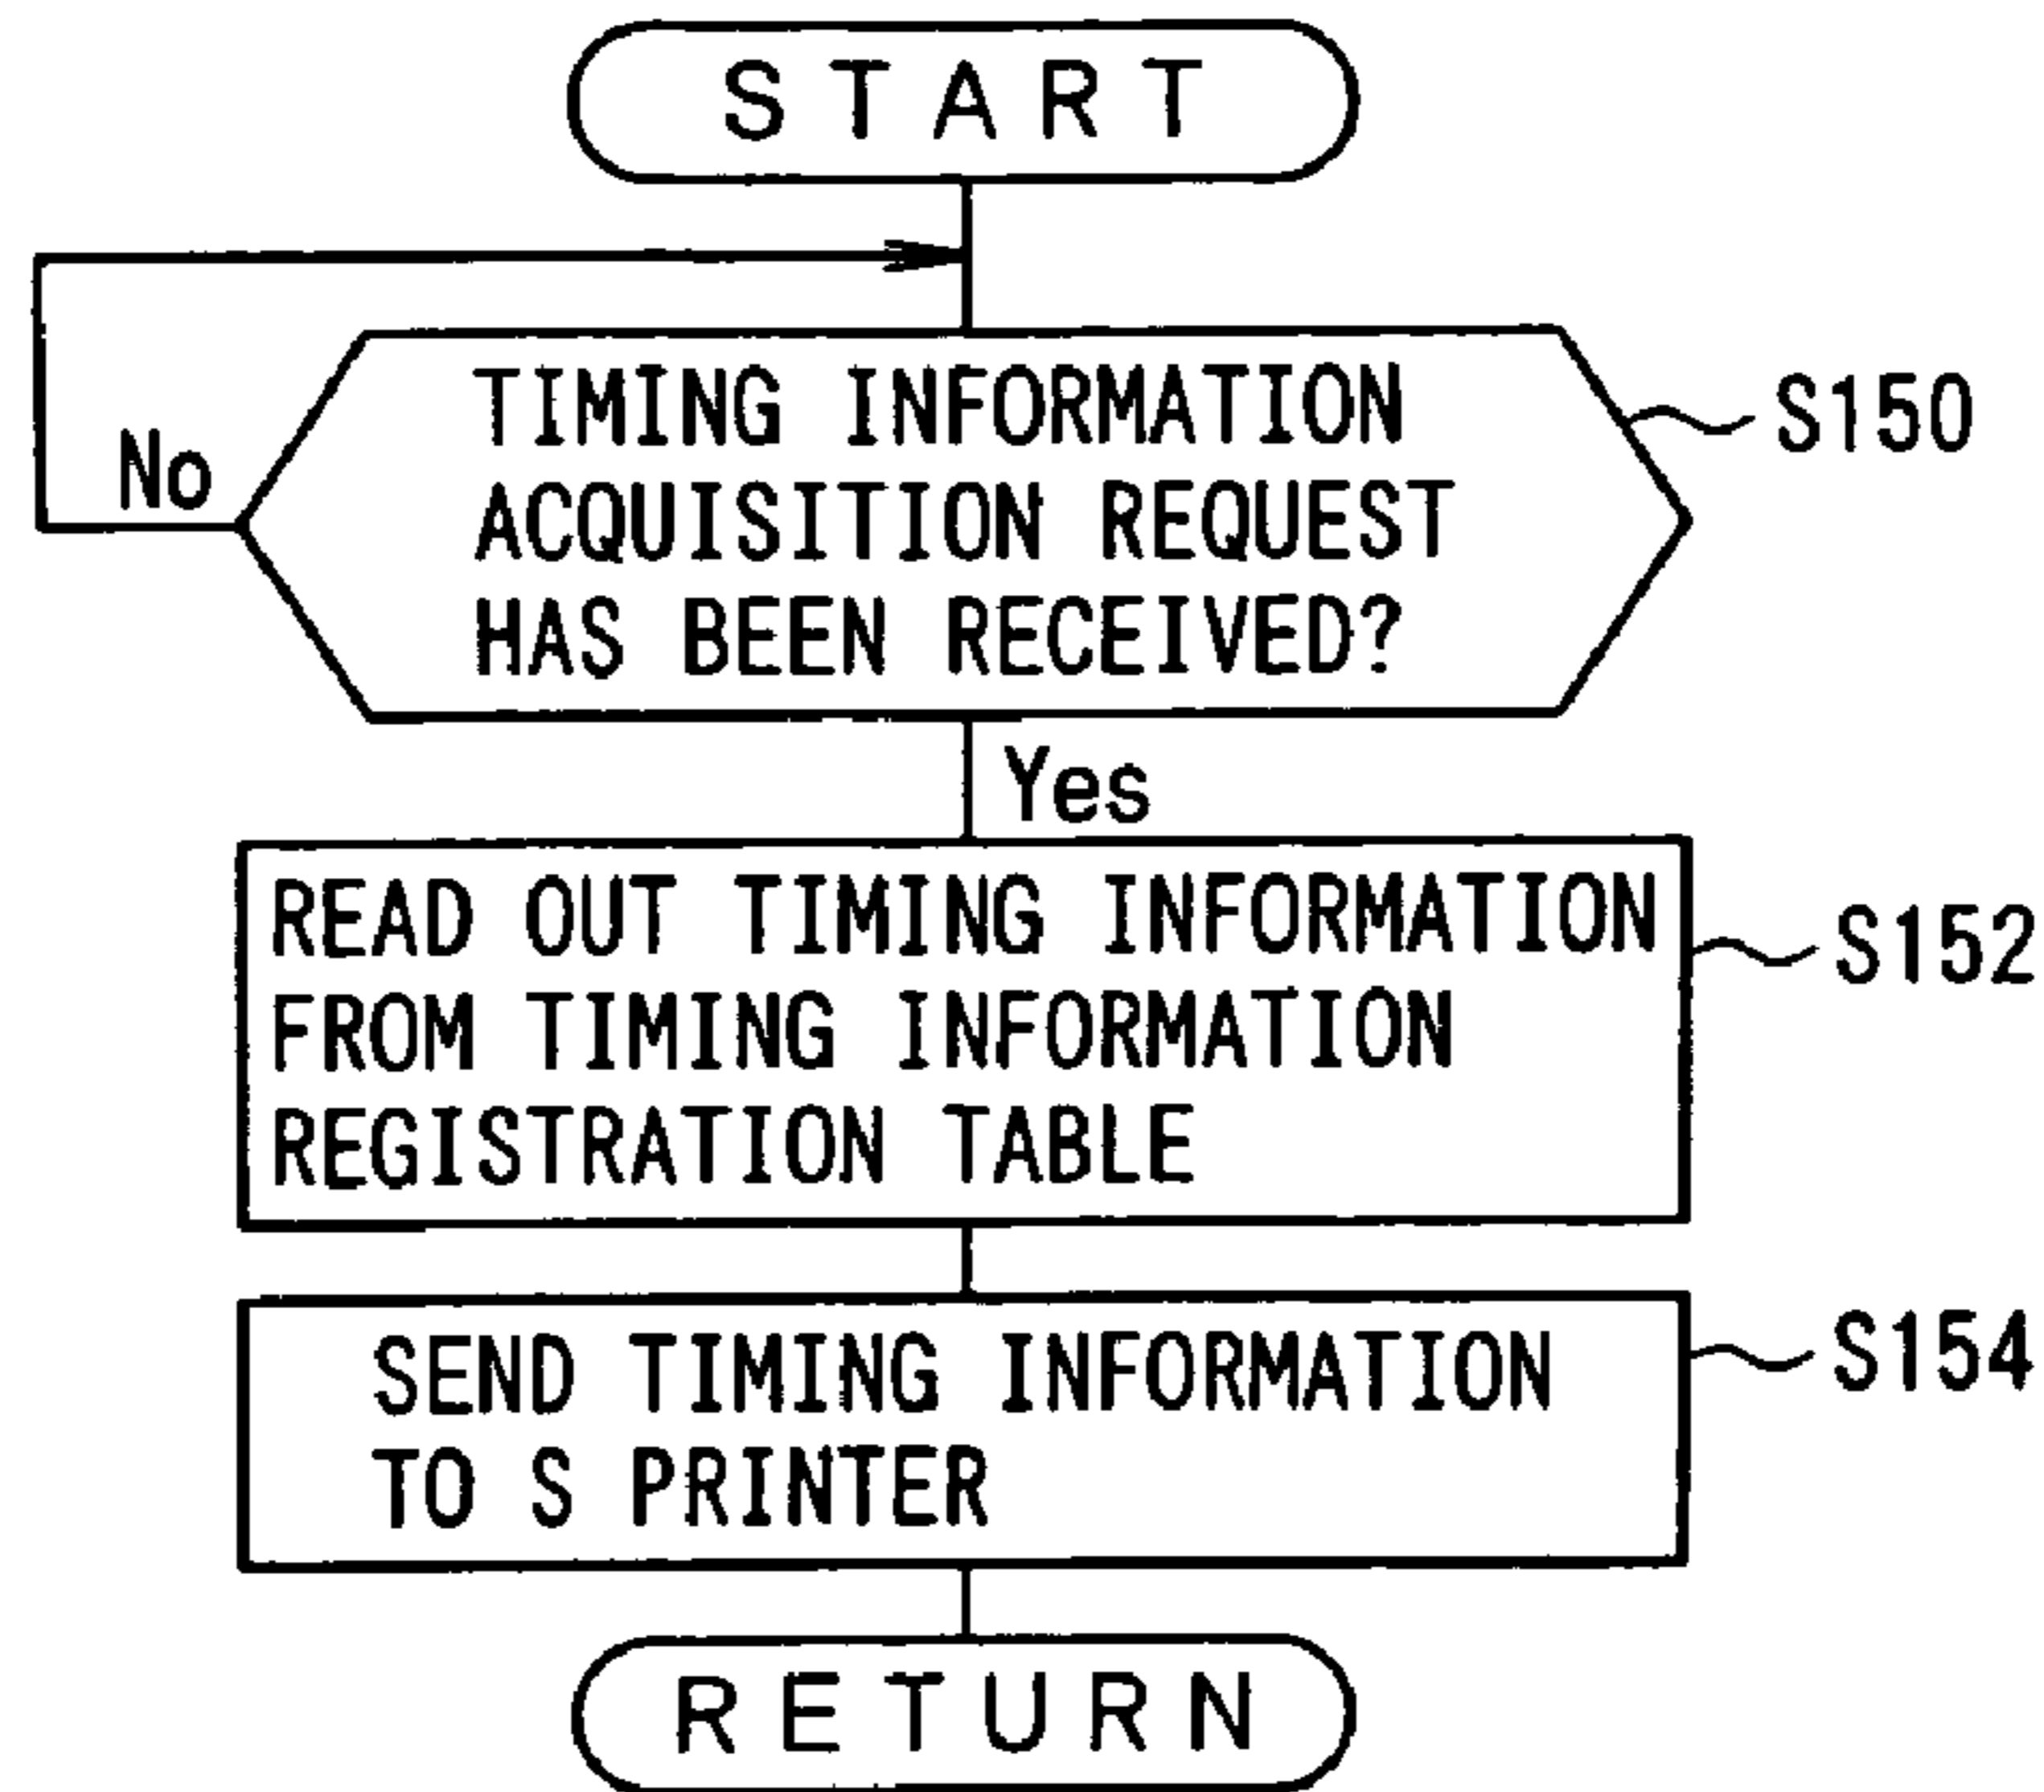 START
TIMING INFORMATION
ACQUISITION REQUEST
HAS BEEN RECEIVED?
S150
No
Yes
READ OUT TIMING INFORMATION
FROM TIMING INFORMATION
REGISTRATION TABLE
S152
SEND TIMING INFORMATION
TO S PRINTER
S154
RETURN